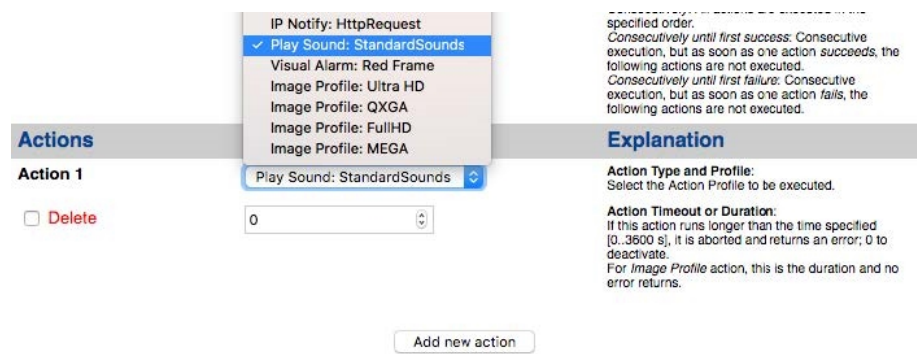 IP Notify: HttpRequest
✓ Play Sound: StandardSounds
Visual Alarm: Red Frame
Image Profile: Ultra HD
Image Profile: QXGA
Image Profile: FullHD
Image Profile: MEGA
specified order.
Consecutively until first success: Consecutive
execution, but as soon as one action succeeds, the
following actions are not executed.
Consecutively until first failure: Consecutive
execution, but as soon as one action fails, the
following actions are not executed.
Actions
Explanation
Action 1
Play Sound: StandardSounds
Action Type and Profile:
Select the Action Profile to be executed.
Delete
0
Action Timeout or Duration:
If this action runs longer than the time specified
[0..3600 s], it is aborted and returns an error; 0 to
deactivate.
For Image Profile action, this is the duration and no
error returns.
Add new action